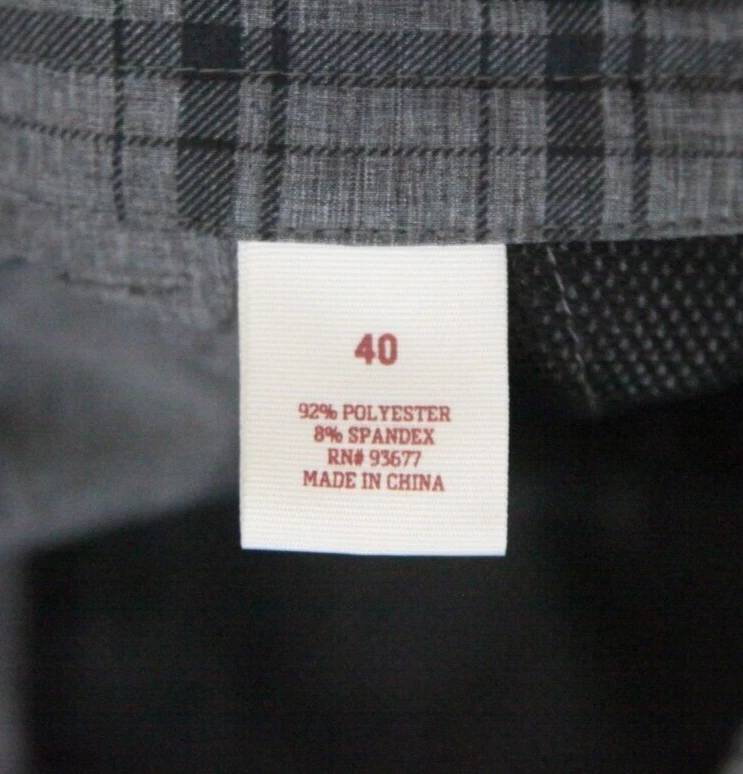 40
92% POLYESTER
8% SPANDEX
RN# 93677
MADE IN CHINA